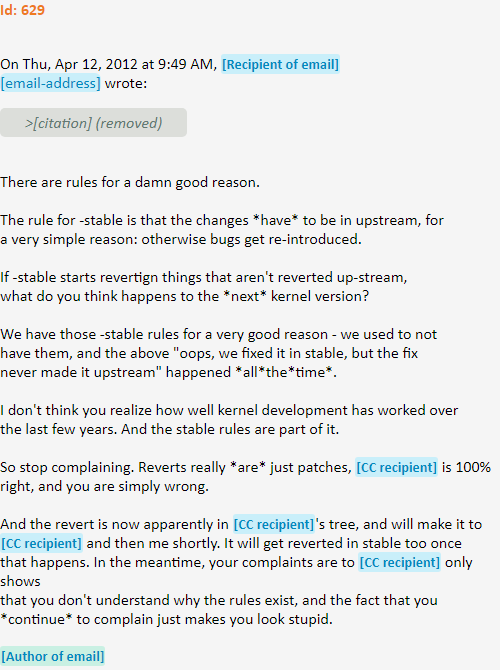 Id: 629
On Thu, Apr 12, 2012 at 9:49 AM, [Recipient of email]
[email-address] wrote:
>[citation] (removed)
There are rules for a damn good reason.
The rule for -stable is that the changes *have* to be in upstream, for
a very simple reason: otherwise bugs get re-introduced.
If -stable starts revertign things that aren't reverted up-stream,
what do you think happens to the *next* kernel version?
We have those -stable rules for a very good reason - we used to not
have them, and the above "oops, we fixed it in stable, but the fix
never made it upstream" happened *all*the*time*.
I don't think you realize how well kernel development has worked over
the last few years. And the stable rules are part of it.
So stop complaining. Reverts really *are* just patches, [CC recipient] is 100%
right, and you are simply wrong.
And the revert is now apparently in [CC recipient]'s tree, and will make it to
[CC recipient] and then me shortly. It will get reverted in stable too once
that happens. In the meantime, your complaints are to [CC recipient] only
shows
that you don't understand why the rules exist, and the fact that you
*continue* to complain just makes you look stupid.
[Author of email]